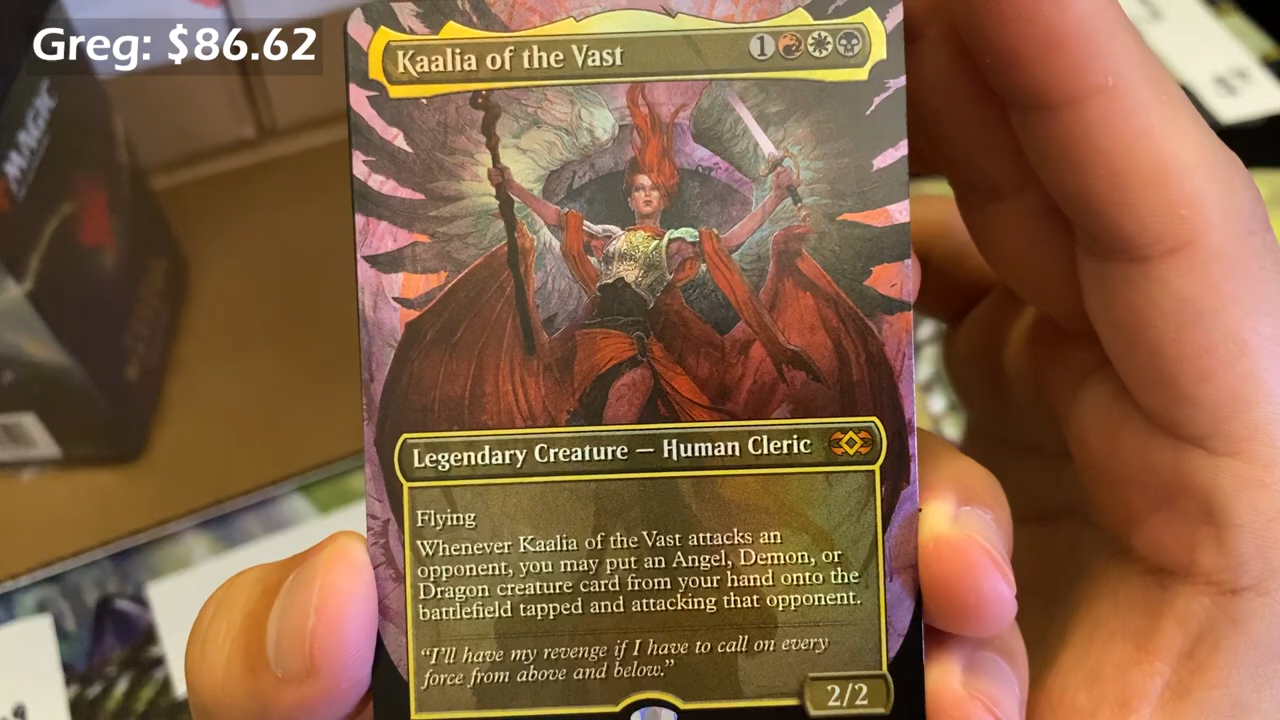 Greg: $86.62
MAGIC
Kaalia of the Vast
1
Legendary Creature — Human Cleric
Flying
Whenever Kaalia of the Vast attacks an
opponent, you may put an Angel, Demon, or
Dragon creature card from your hand onto the
battlefield tapped and attacking that opponent.
“I’ll have my revenge if I have to call on every
force from above and below.”
2/2